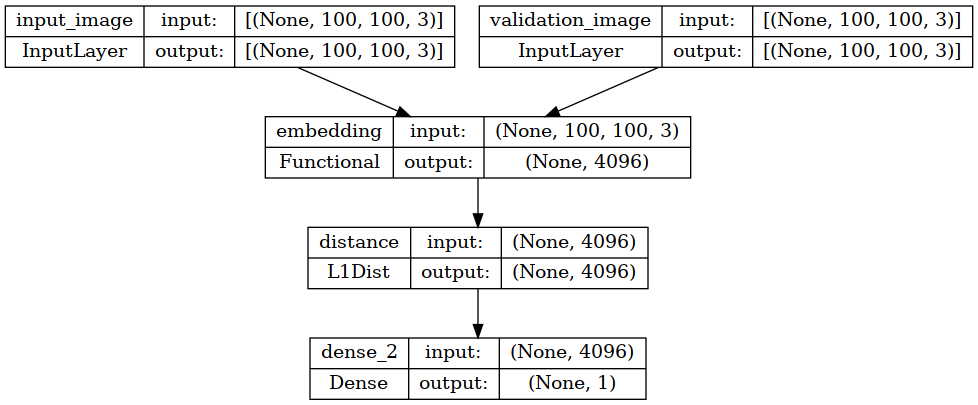 input_image input: [(None, 100, 100, 3)]
InputLayer output: [(None, 100, 100, 3)]
validation_image input: [(None, 100, 100, 3)]
InputLayer output: [(None, 100, 100, 3)]
embedding input: (None, 100, 100, 3)
Functional output: (None, 4096)
distance input: (None, 4096)
L1Dist output: (None, 4096)
dense_2 input: (None, 4096)
Dense output: (None, 1)